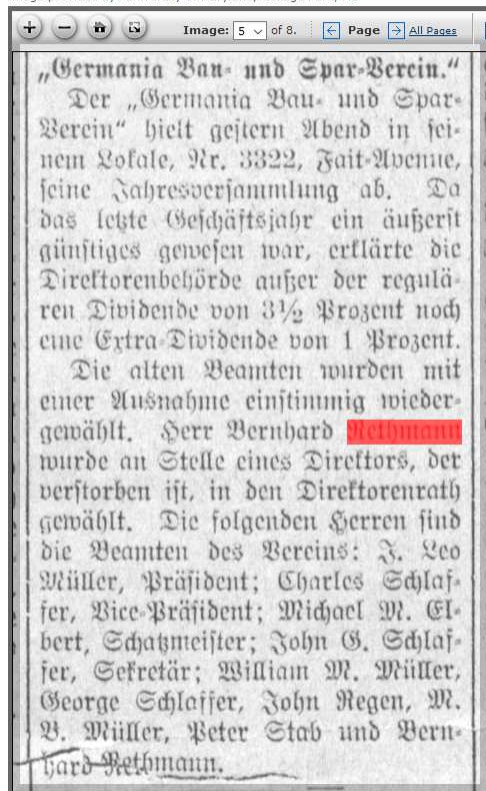 Image: 5 of 8. Page All Pages
„Germania Bau- und Spar-Verein.“
Der „Germania Bau- und Spar-
Verein“ hielt gestern Abend in sei-
nem Lokale, Nr. 3322, Fait-Avenue,
seine Jahresversammlung ab. Da
das letzte Geschäftsjahr ein äußerst
günstiges gewesen war, erklärte die
Direktorenbehörde außer der regulä-
ren Dividende von 3½ Prozent noch
eine Extra-Dividende von 1 Prozent.
Die alten Beamten wurden mit
einer Ausnahme einstimmig wieder-
gewählt. Herr Bernhard Rethmann
wurde an Stelle eines Direktors, der
verstorben ist, in den Direktorenrath
gewählt. Die folgenden Herren sind
die Beamten des Vereins: J. Leo
Müller, Präsident; Charles Schlaf-
fer, Vice-Präsident; Michael M. El-
bert, Schatzmeister; John G. Schlaf-
fer, Sekretär; William M. Müller,
George Schlaffer, John Regen, M.
B. Müller, Peter Stab und Bern-
hard Rethmann.